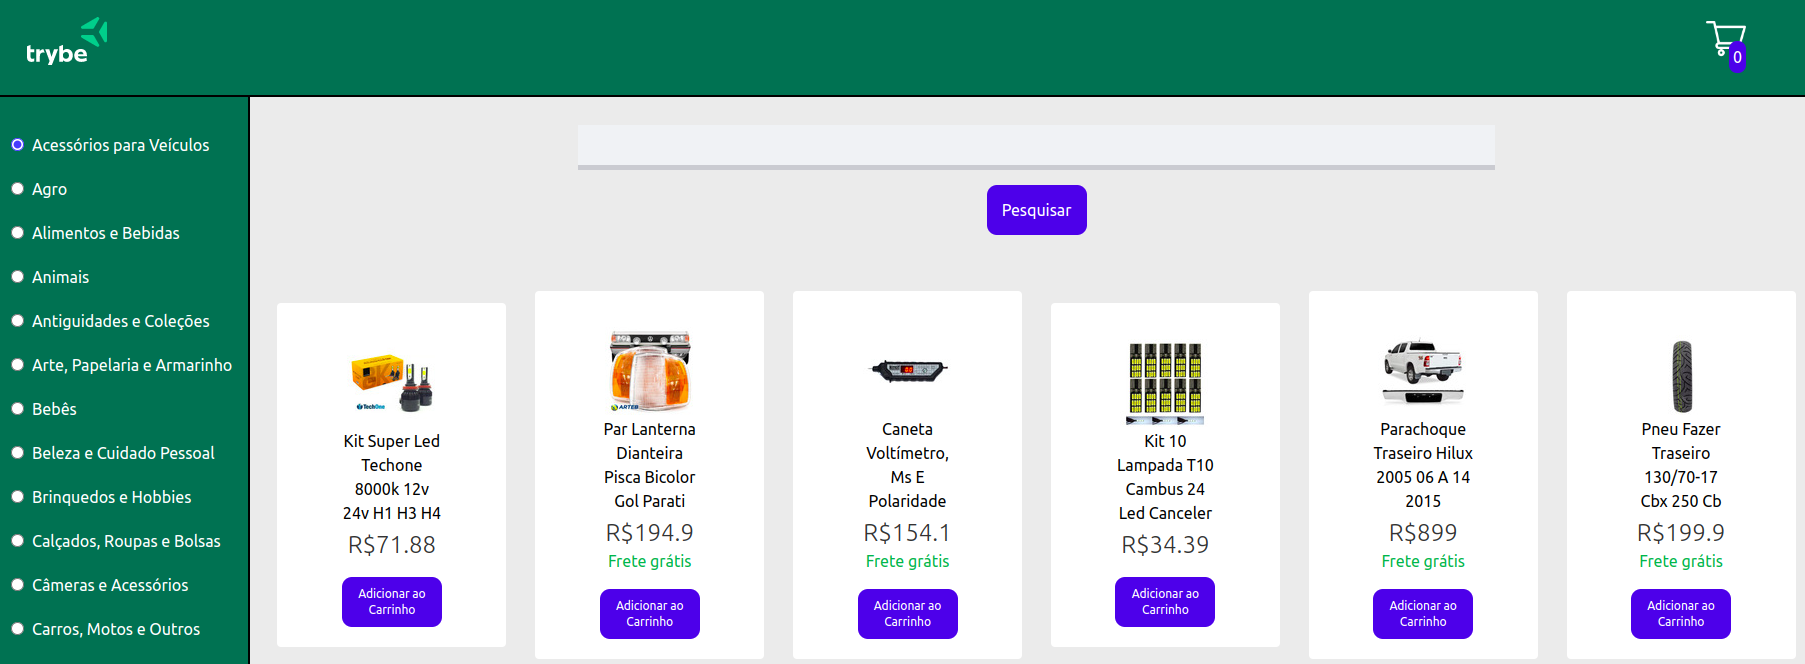 trybe
0
Acessórios para Veículos
Agro
Alimentos e Bebidas
Animais
Antiguidades e Coleções
Arte, Papelaria e Armarinho
Bebês
Beleza e Cuidado Pessoal
Brinquedos e Hobbies
Calçados, Roupas e Bolsas
Câmeras e Acessórios
Carros, Motos e Outros
Pesquisar
TechOne
Kit Super Led
Techone
8000k 12v
24v H1 H3 H4
R$71.88
Adicionar ao
Carrinho
ARTEB
Par Lanterna
Dianteira
Pisca Bicolor
Gol Parati
R$194.9
Frete grátis
Adicionar ao
Carrinho
Caneta
Voltímetro,
Ms E
Polaridade
R$154.1
Frete grátis
Adicionar ao
Carrinho
Kit 10
Lampada T10
Cambus 24
Led Canceler
R$34.39
Adicionar ao
Carrinho
Parachoque
Traseiro Hilux
2005 06 A 14
2015
R$899
Frete grátis
Adicionar ao
Carrinho
Pneu Fazer
Traseiro
130/70-17
Cbx 250 Cb
R$199.9
Frete grátis
Adicionar ao
Carrinho